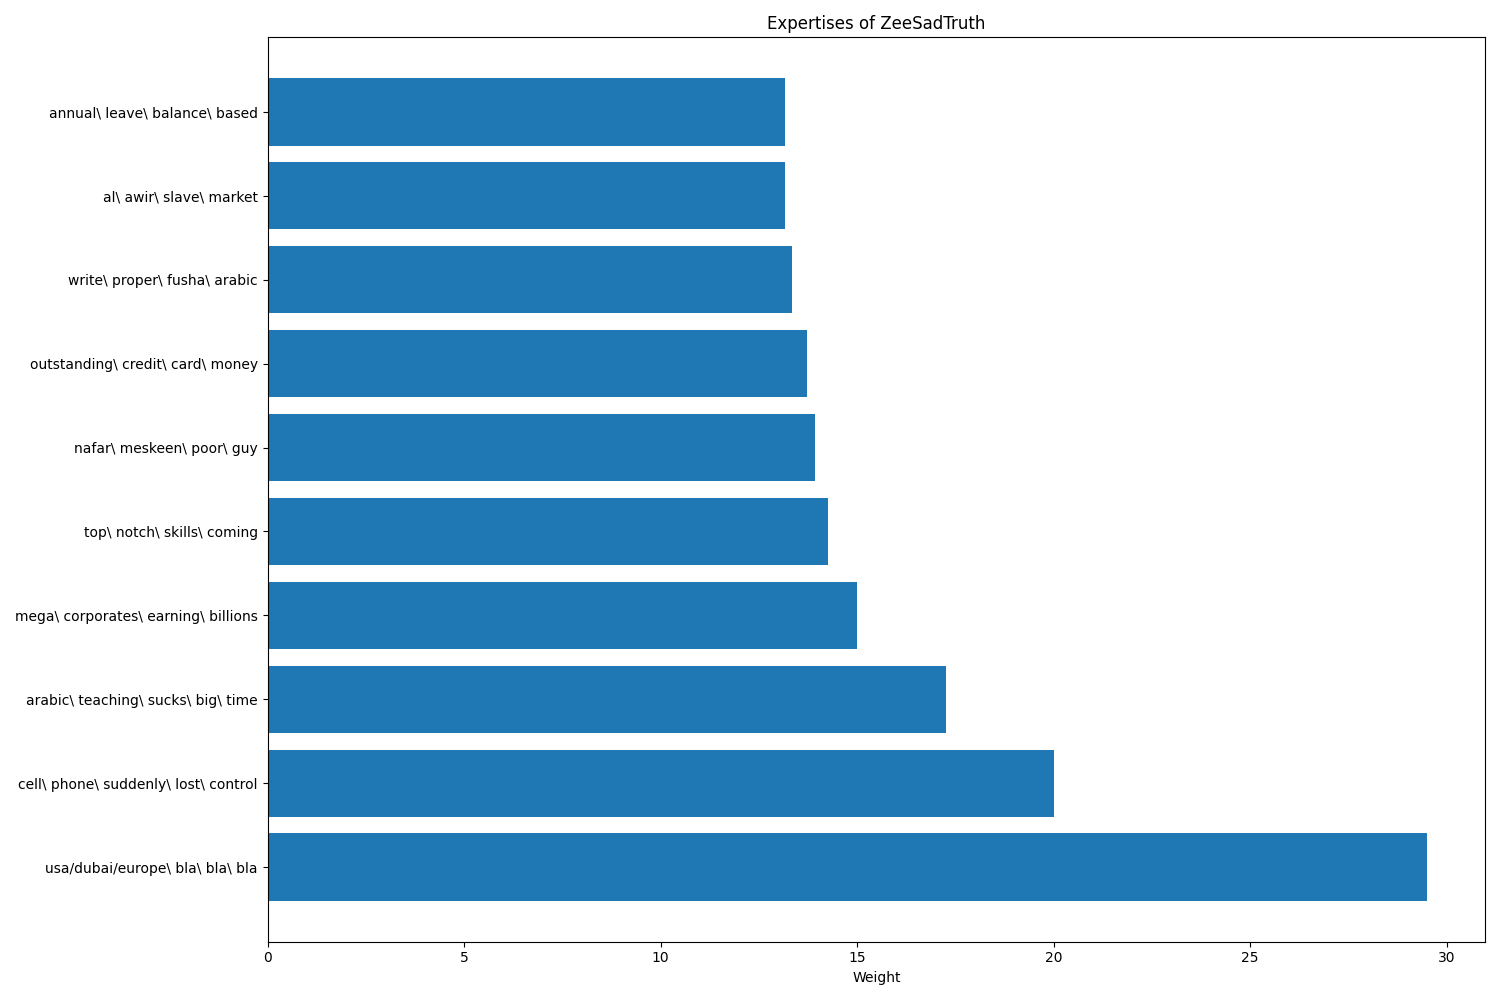 Expertises of ZeeSadTruth
annual\ leave\ balance\ based
al\ awir\ slave\ market
write\ proper\ fusha\ arabic
outstanding\ credit\ card\ money
nafar\ meskeen\ poor\ guy
top\ notch\ skills\ coming
mega\ corporates\ earning\ billions
arabic\ teaching\ sucks\ big\ time
cell\ phone\ suddenly\ lost\ control
usa/dubai/europe\ bla\ bla\ bla
0 5 10 15 20 25 30
Weight